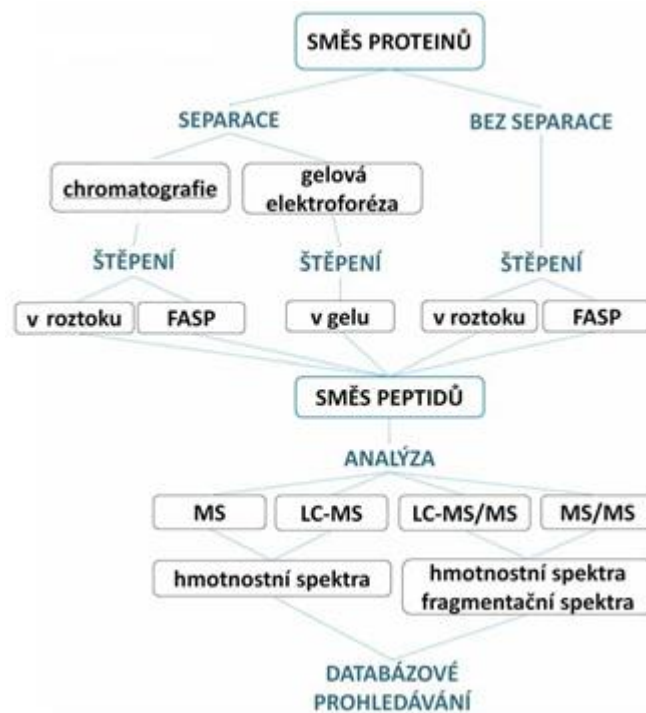 SMĚS PROTEINŮ
SEPARACE
BEZ SEPARACE
chromatografie
gelová
elektroforéza
ŠTĚPENÍ
ŠTĚPENÍ
ŠTĚPENÍ
v roztoku
FASP
v gelu
v roztoku
FASP
SMĚS PEPTIDŮ
ANALÝZA
MS
LC-MS
LC-MS/MS
MS/MS
hmotnostní spektra
hmotnostní spektra
fragmentační spektra
DATABÁZOVÉ
PROHLEDÁVÁNÍ